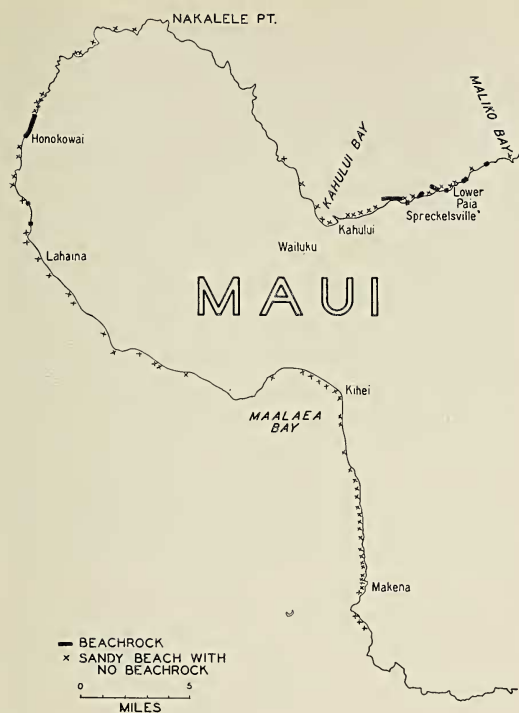 NAKALELE PT.
MALIKO BAY
KAHULUI BAY
Honokowai
Lower
Paia
Spreckelsville
Kahului
Wailuku
Lahaina
MAUI
Kihei
MAALAEA
BAY
Makena
BEACHROCK
x SANDY BEACH WITH
NO BEACHROCK
0 5
MILES